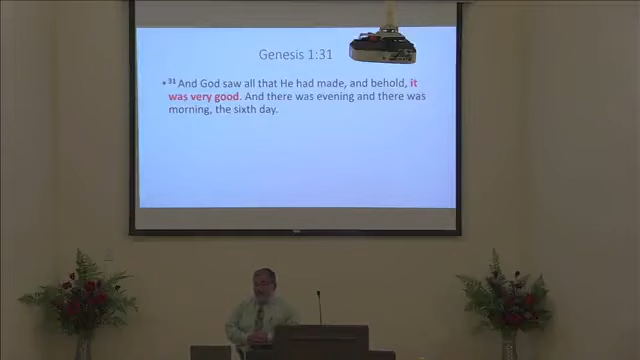 Genesis 1:31
• 31 And God saw all that He had made, and behold, it
was very good. And there was evening and there was
morning, the sixth day.